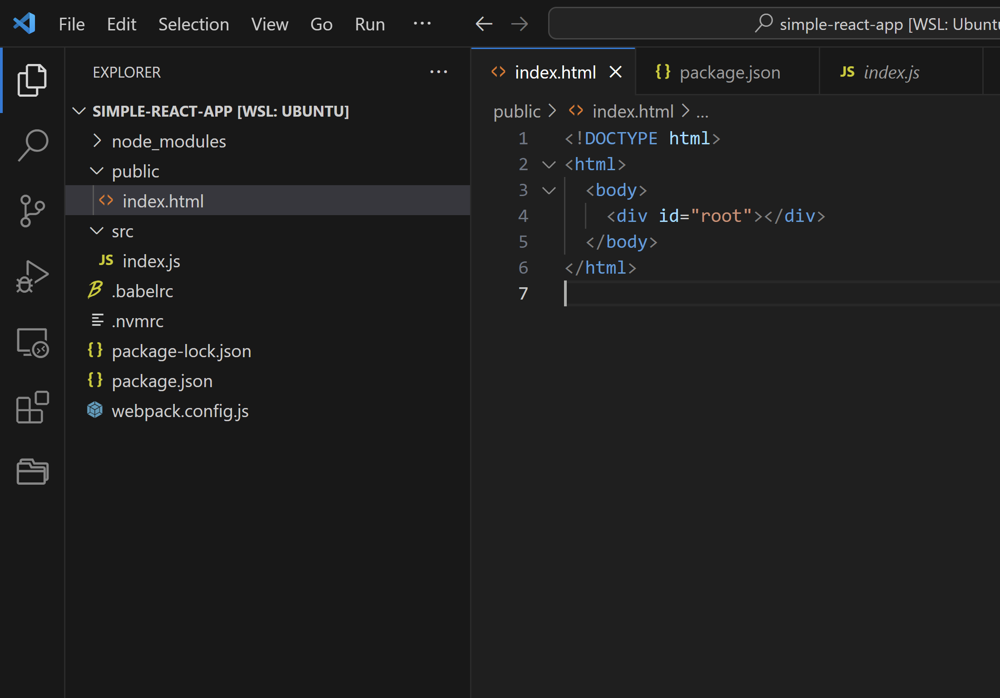 File Edit Selection View Go Run ··· simple-react-app [WSL: Ubuntu
EXPLORER ···
SIMPLE-REACT-APP [WSL: UBUNTU]
node_modules
public
index.html
src
JS index.js
.babelrc
.nvmrc
{} package-lock.json
{} package.json
webpack.config.js
<> index.html {} package.json JS index.js
public > <> index.html > ...
1 <!DOCTYPE html>
2 <html>
3 <body>
4 <div id="root"></div>
5 </body>
6 </html>
7